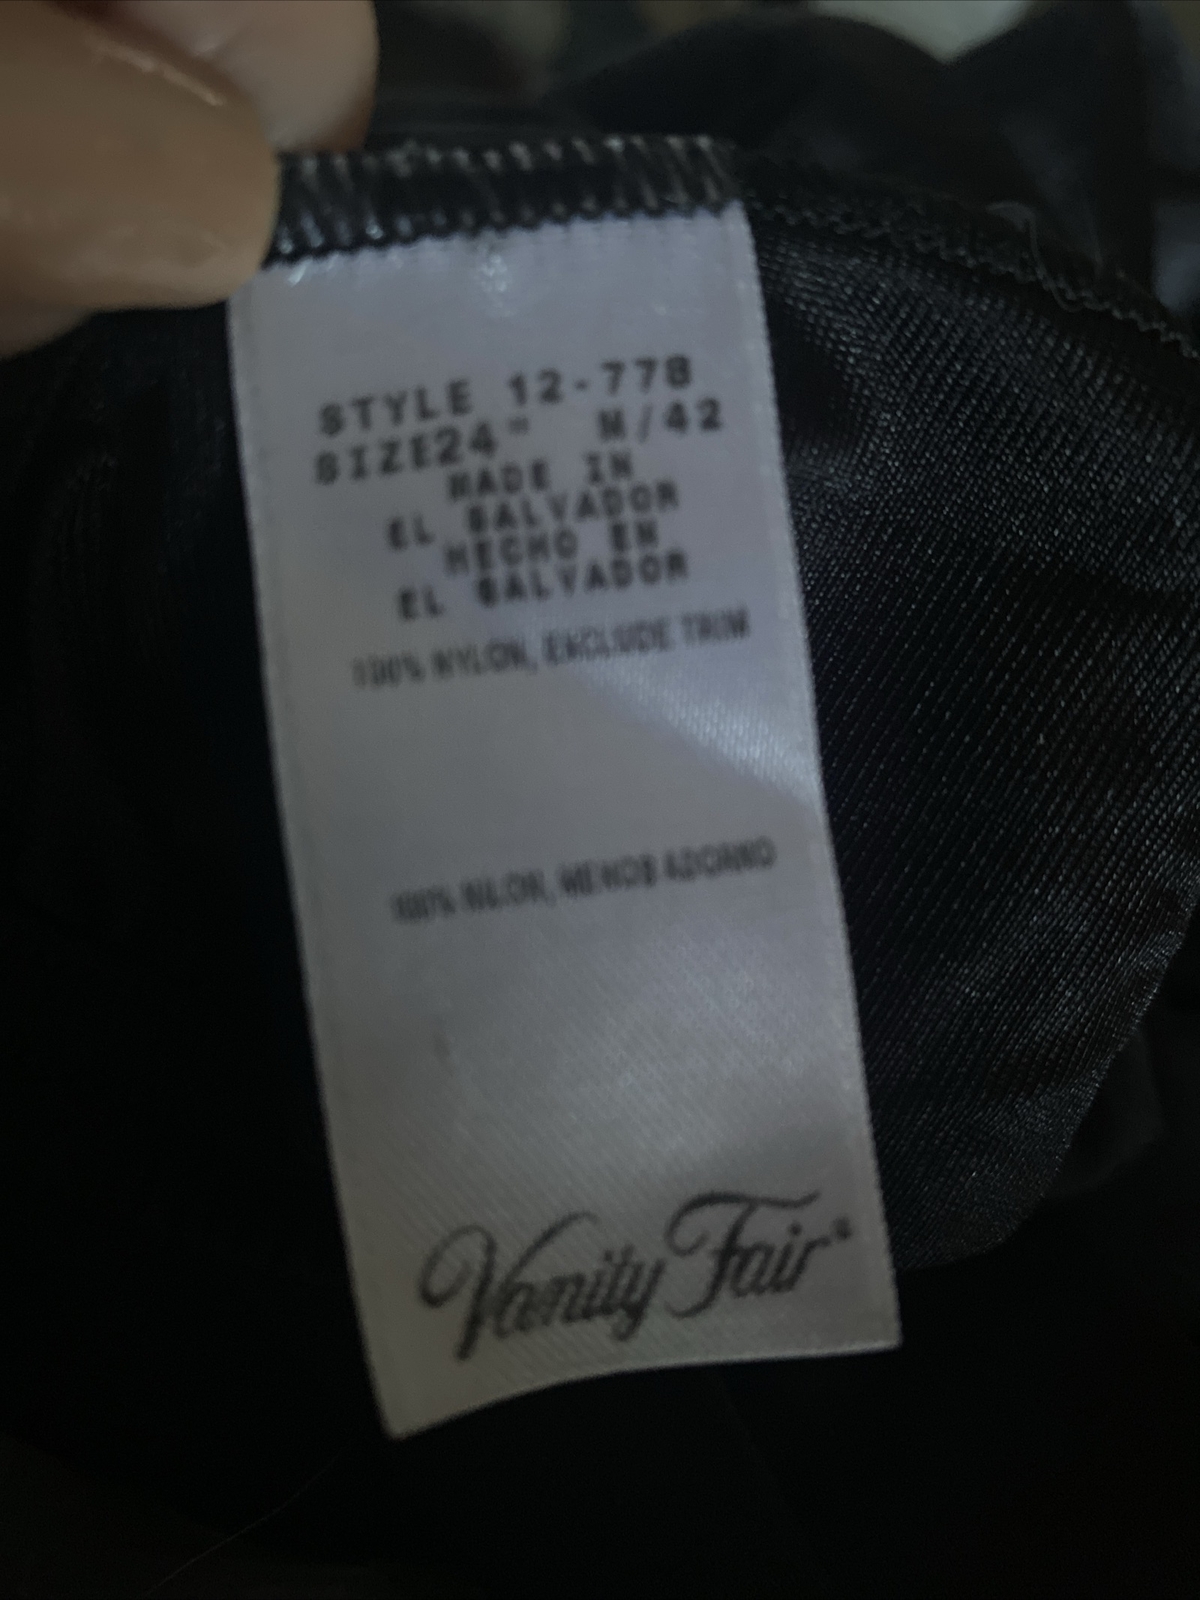 STYLE 12-778
SIZE24" M/42
MADE IN
EL SALVADOR
HECHO EN
EL SALVADOR
100% NYLON, EXCLUDE TRIM
100% NILON, MENOS ADORNO
Vanity Fair®